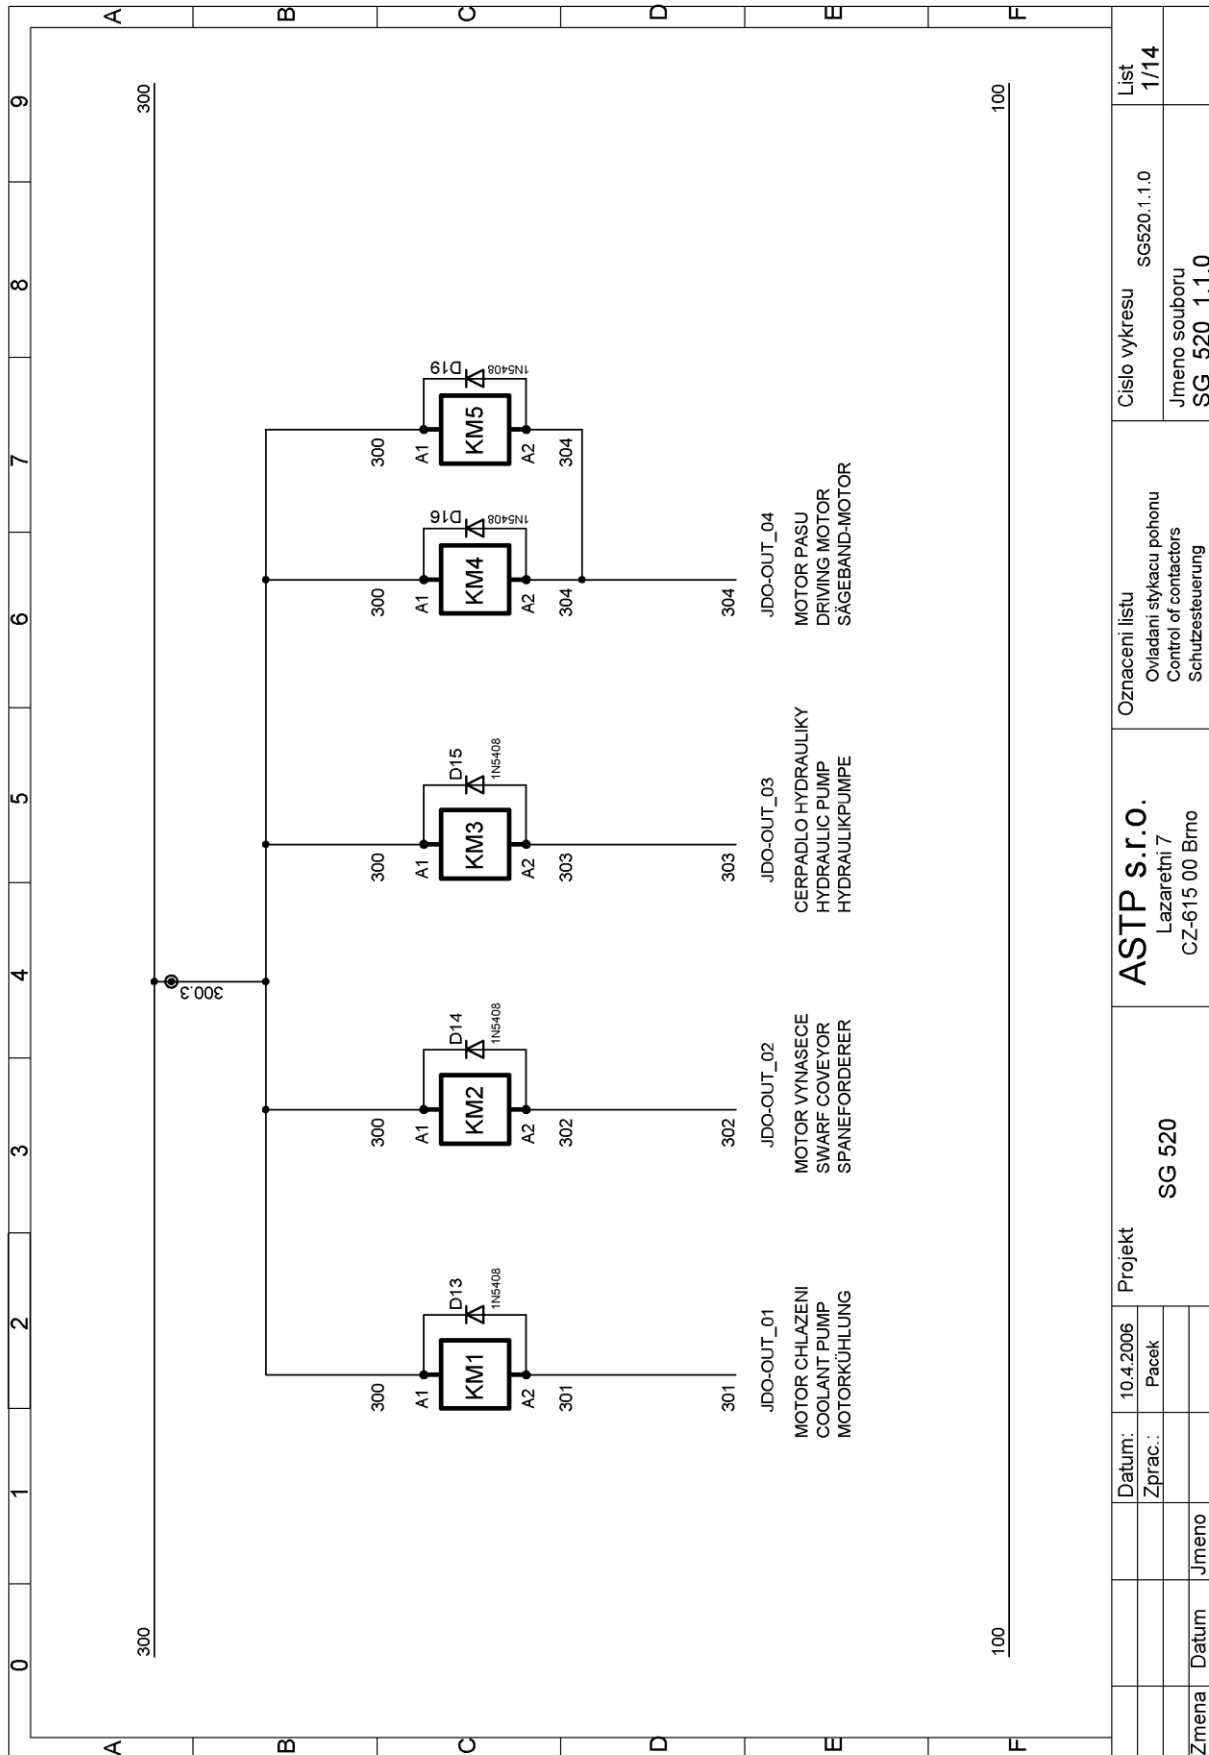 0 1 2 3 4 5 6 7 8 9
A A
B B
C C
D D
E E
F F
300 300
300.3
300 300 300 300 300
A1 A1 A1 A1 A1
D13 D14 D15 D16 D19
KM1 KM2 KM3 KM4 KM5
1N5408 1N5408 1N5408 1N5408 1N5408
A2 A2 A2 A2 A2
301 302 303 304 304
301 302 303 304
JDO-OUT_01
MOTOR CHLAZENI
COOLANT PUMP
MOTORKÜHLUNG
JDO-OUT_02
MOTOR VYNASECE
SWARF COVEYOR
SPANEFORDERER
JDO-OUT_03
CERPADLO HYDRAULIKY
HYDRAULIC PUMP
HYDRAULIKPUMPE
JDO-OUT_04
MOTOR PASU
DRIVING MOTOR
SÄGEBAND-MOTOR
100 100
Zmena Datum Jmeno
Datum: 10.4.2006
Zprac.: Pacek
Projekt
SG 520
ASTP s.r.o.
Lazaretni 7
CZ-615 00 Brno
Oznaceni listu
Ovladani stykacu pohonu
Control of contactors
Schutzesteuerung
Cislo vykresu
SG520.1.1.0
Jmeno souboru
SG_520_1.1.0
List
1/14